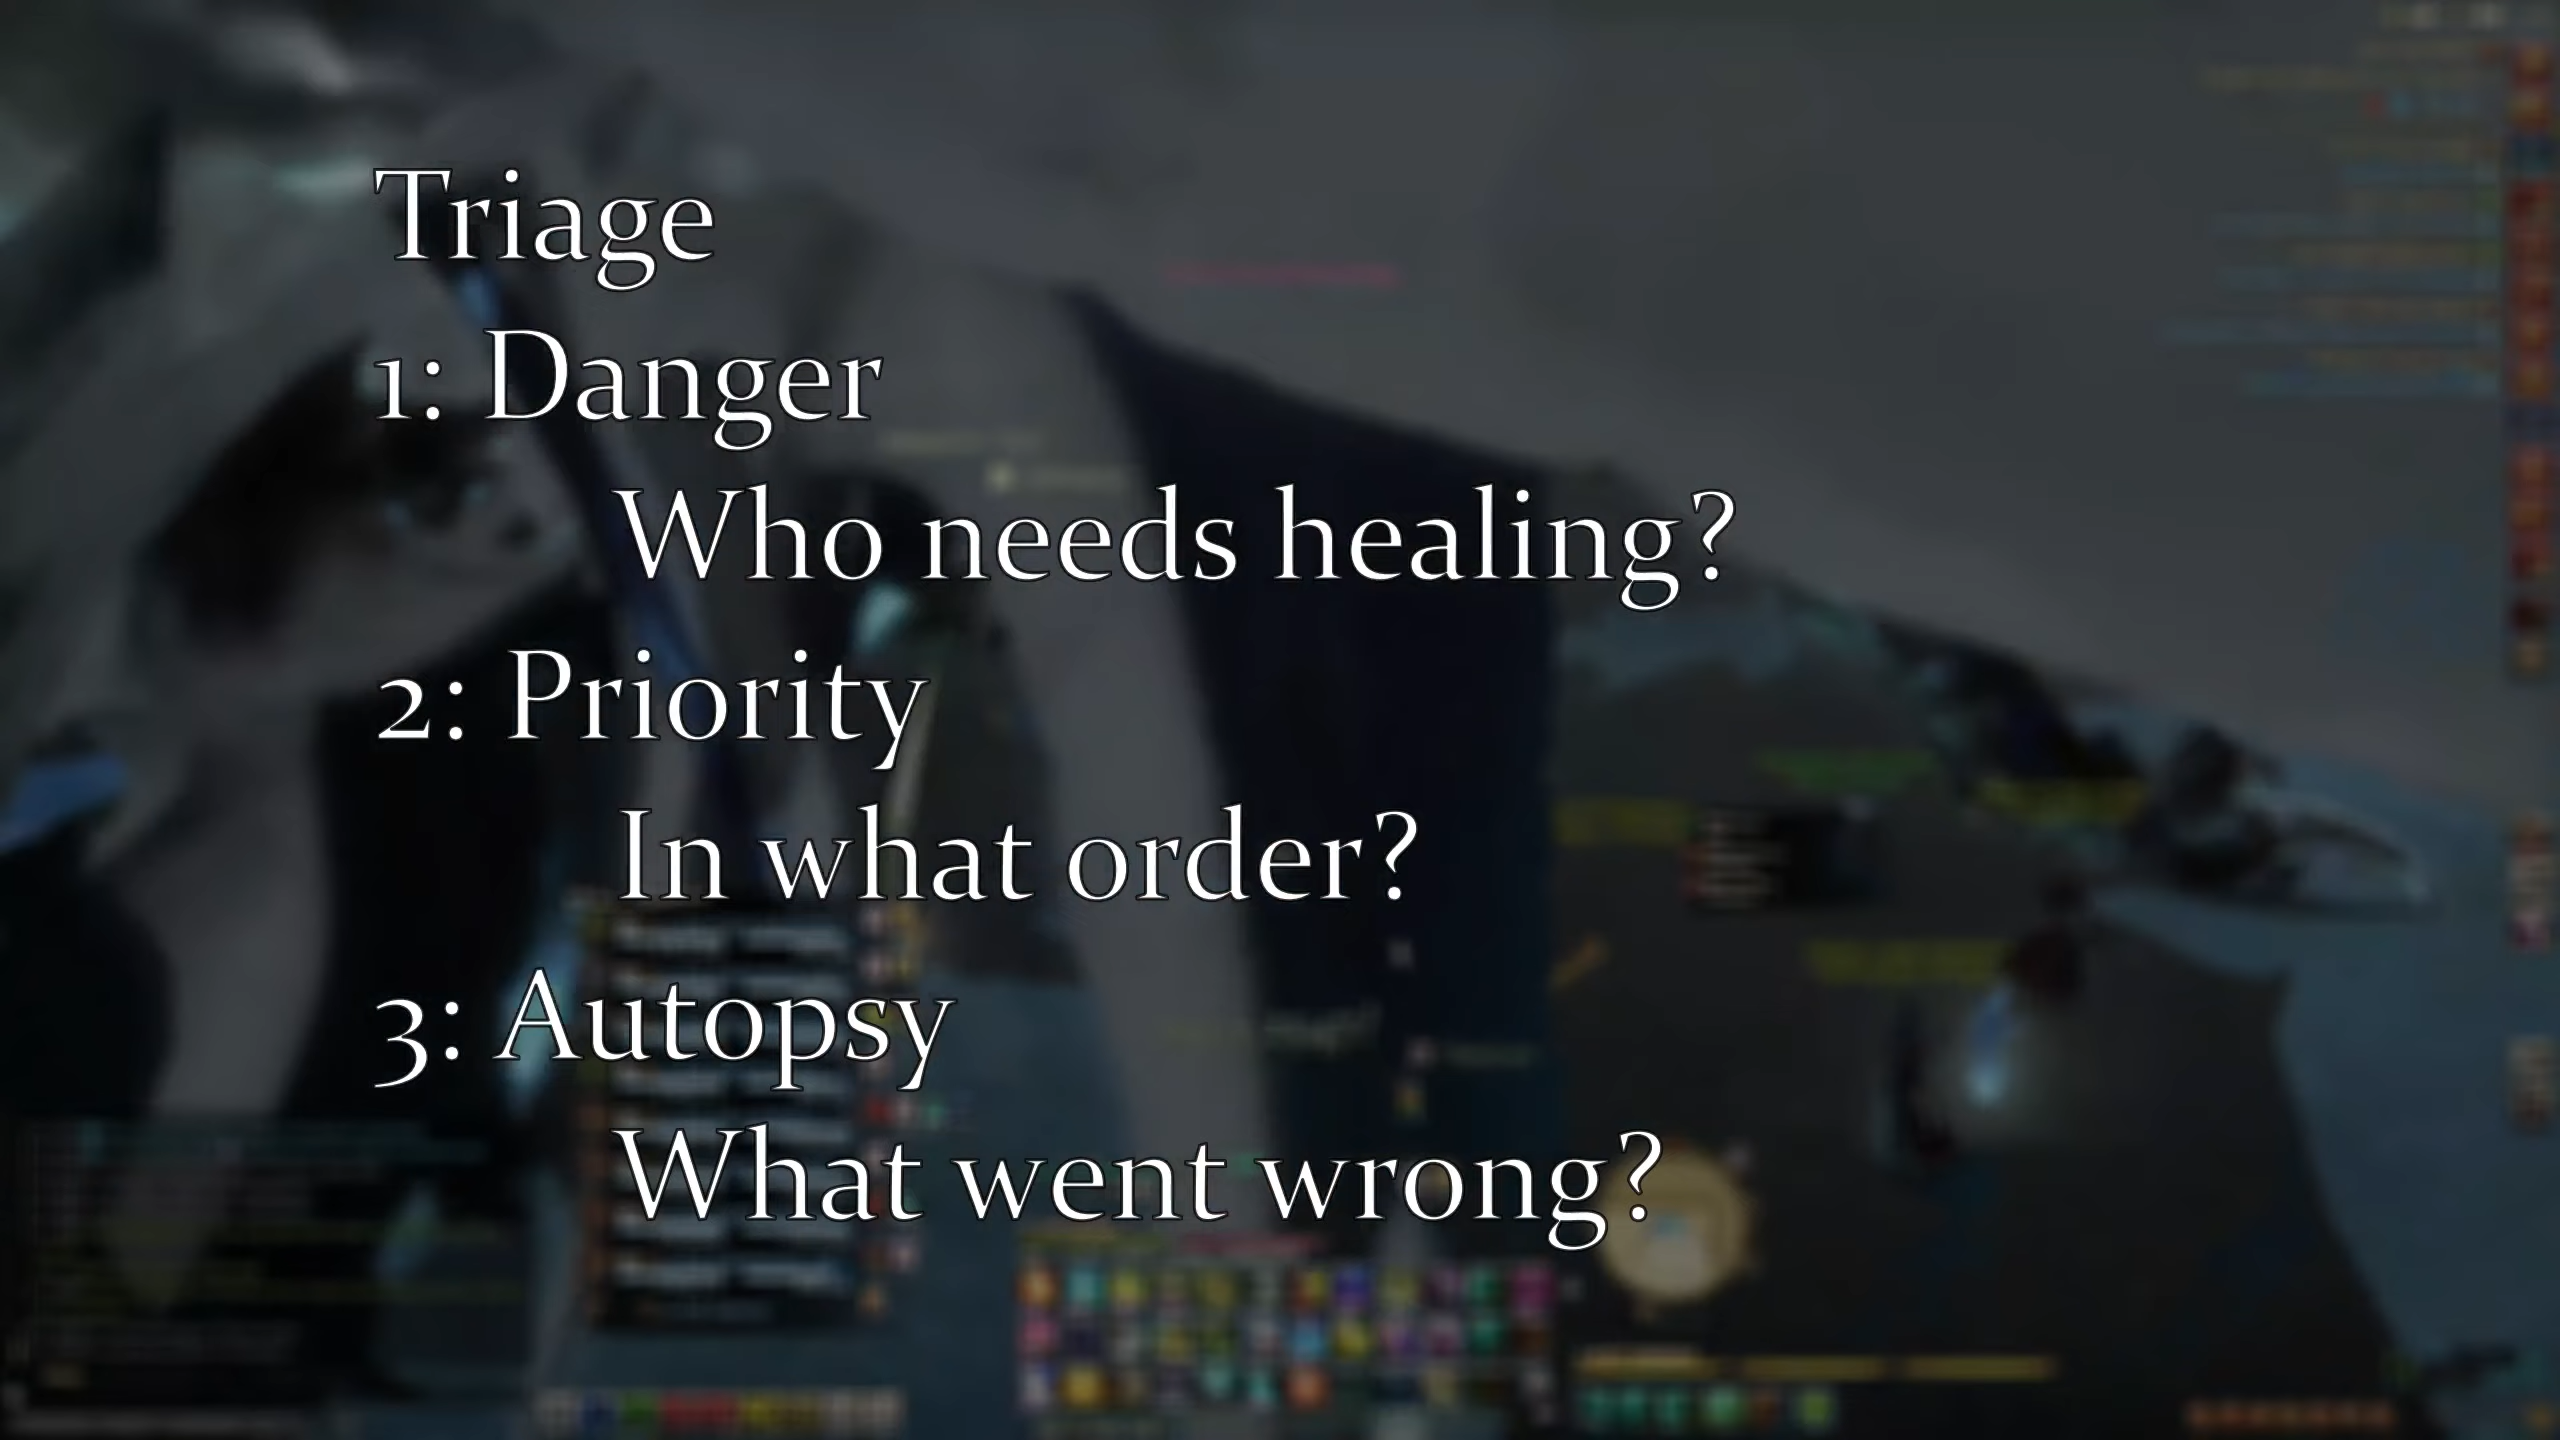 Triage
1: Danger
Who needs healing?
2: Priority
In what order?
3: Autopsy
What went wrong?